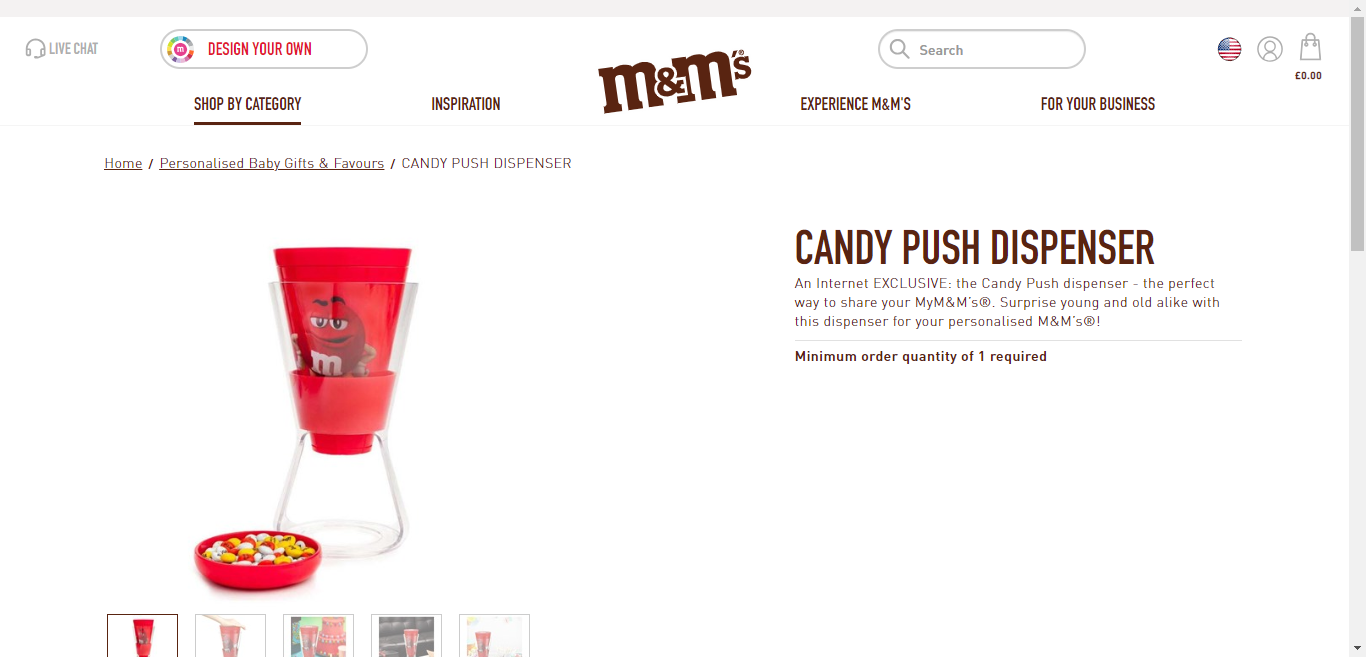 LIVE CHAT
m
DESIGN YOUR OWN
m&m's®
Search
£0.00
SHOP BY CATEGORY
INSPIRATION
EXPERIENCE M&M'S
FOR YOUR BUSINESS
Home / Personalised Baby Gifts & Favours / CANDY PUSH DISPENSER
m
CANDY PUSH DISPENSER
An Internet EXCLUSIVE: the Candy Push dispenser - the perfect
way to share your MyM&M's®. Surprise young and old alike with
this dispenser for your personalised M&M's®!
Minimum order quantity of 1 required